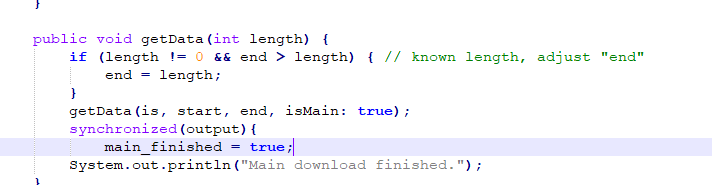 }
public void getData(int length) {
if (length != 0 && end > length) { // known length, adjust "end"
end = length;
}
getData(is, start, end, isMain: true);
synchronized(output){
main_finished = true;
System.out.println("Main download finished.");
}